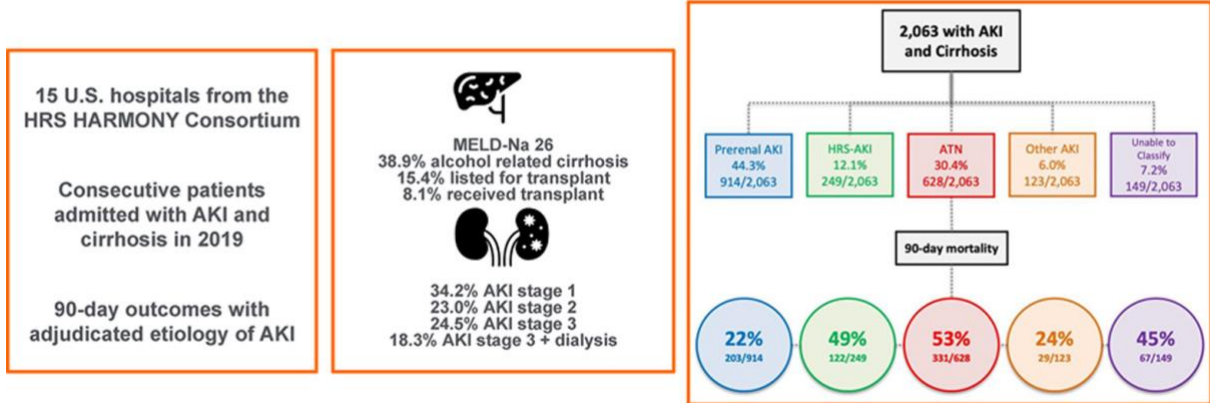 15 U.S. hospitals from the
HRS HARMONY Consortium
Consecutive patients
admitted with AKI and
cirrhosis in 2019
90-day outcomes with
adjudicated etiology of AKI
MELD-Na 26
38.9% alcohol related cirrhosis
15.4% listed for transplant
8.1% received transplant
34.2% AKI stage 1
23.0% AKI stage 2
24.5% AKI stage 3
18.3% AKI stage 3 + dialysis
2,063 with AKI
and Cirrhosis
Prerenal AKI
44.3%
914/2,063
HRS-AKI
12.1%
249/2,063
ATN
30.4%
628/2,063
Other AKI
6.0%
123/2,063
Unable to
Classify
7.2%
149/2,063
90-day mortality
22%
203/914
49%
122/249
53%
331/628
24%
29/123
45%
67/149